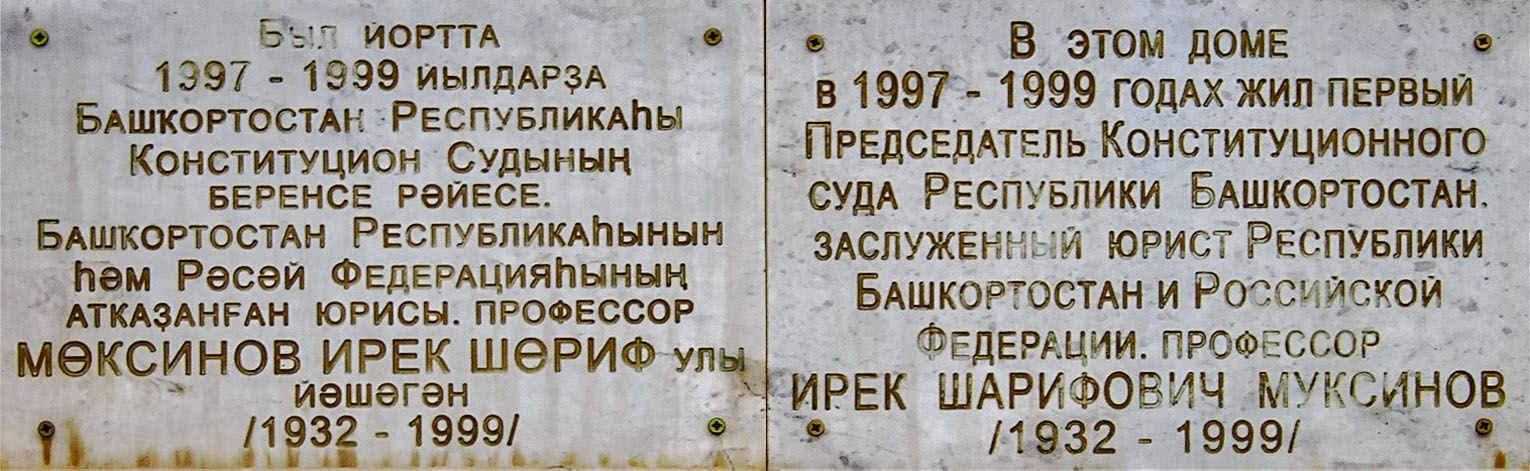 Был йортта
1997 - 1999 йылдарҙа
Башҡортостан Республикаһы
Конституцион Судының
беренсе рәйесе.
Башҡортостан Республикаһының
һәм Рәсәй Федерацияһының
атказанған юрисы. профессор
МӨКСИНОВ ИРЕК ШӨРИФ улы
йәшәгән
/1932 - 1999/
В этом доме
в 1997 - 1999 годах жил первый
Председатель Конституционного
суда Республики Башкортостан.
заслуженный юрист Республики
Башкортостан и Российской
Федерации. профессор
ИРЕК ШАРИФОВИЧ МУКСИНОВ
/1932 - 1999/